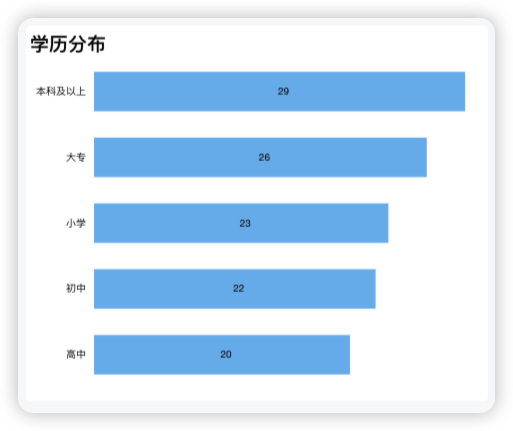 学历分布
本科及以上 29
大专 26
小学 23
初中 22
高中 20